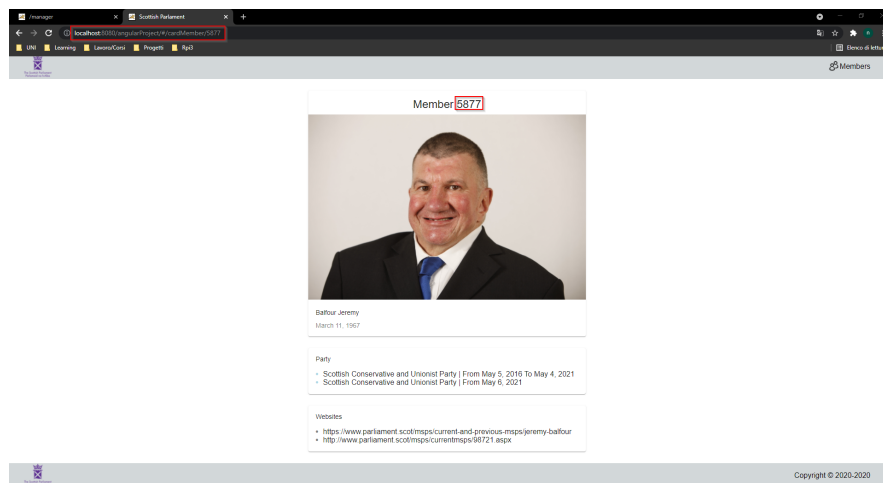 /manager
Scottish Parlament
localhost:8080/angularProject/#/cardMember/5877
UNI Learning Lavoro/Corsi Progetti Rpi3 Elenco di lettur
Members
Member 5877
Balfour Jeremy
March 11, 1967
Party
Scottish Conservative and Unionist Party | From May 5, 2016 To May 4, 2021
Scottish Conservative and Unionist Party | From May 6, 2021
Websites
https://www.parliament.scot/msps/current-and-previous-msps/jeremy-balfour
http://www.parliament.scot/msps/currentmsps/98721.aspx
Copyright © 2020-2020